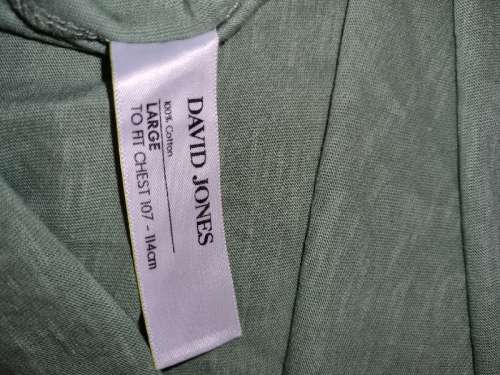 DAVID JONES
100% Cotton
LARGE
TO FIT CHEST 107 - 114cm